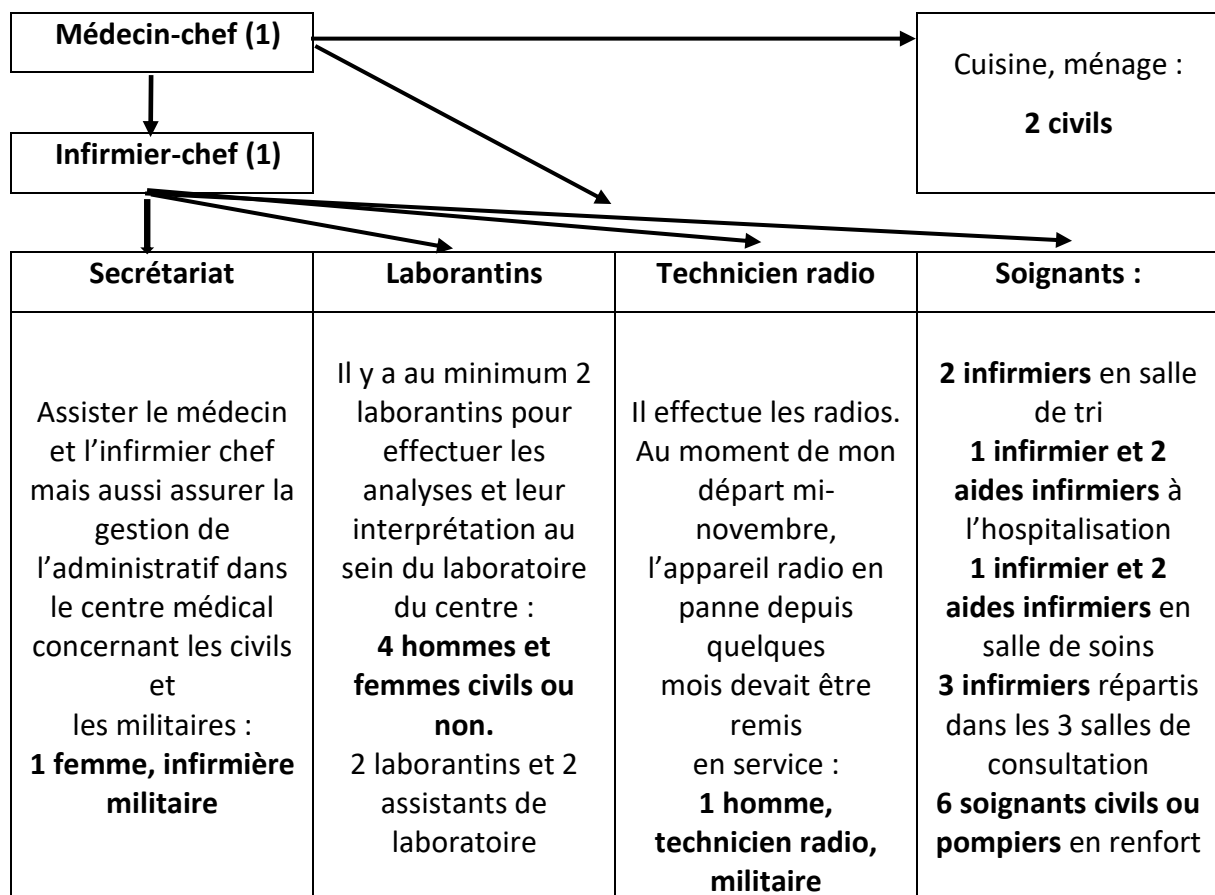 Médecin-chef (1)
Cuisine, ménage :
2 civils
Infirmier-chef (1)
Secrétariat
Assister le médecin
et l’infirmier chef
mais aussi assurer la
gestion de
l’administratif dans
le centre médical
concernant les civils
et
les militaires :
1 femme, infirmière
militaire
Laborantins
Il y a au minimum 2
laborantins pour
effectuer les
analyses et leur
interprétation au
sein du laboratoire
du centre :
4 hommes et
femmes civils ou
non.
2 laborantins et 2
assistants de
laboratoire
Technicien radio
Il effectue les radios.
Au moment de mon
départ mi-
novembre,
l’appareil radio en
panne depuis
quelques
mois devait être
remis
en service :
1 homme,
technicien radio,
militaire
Soignants :
2 infirmiers en salle
de tri
1 infirmier et 2
aides infirmiers à
l’hospitalisation
1 infirmier et 2
aides infirmiers en
salle de soins
3 infirmiers répartis
dans les 3 salles de
consultation
6 soignants civils ou
pompiers en renfort